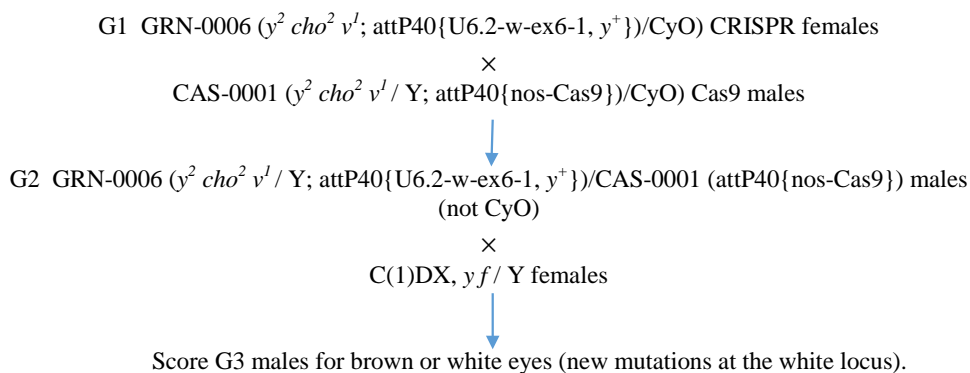 G1 GRN-0006 (y² cho² v¹; attP40{U6.2-w-ex6-1, y⁺})/CyO) CRISPR females
×
CAS-0001 (y² cho² v¹ / Y; attP40{nos-Cas9})/CyO) Cas9 males
G2 GRN-0006 (y² cho² v¹/ Y; attP40{U6.2-w-ex6-1, y⁺})/CAS-0001 (attP40{nos-Cas9}) males
(not CyO)
×
C(1)DX, y f / Y females
Score G3 males for brown or white eyes (new mutations at the white locus).